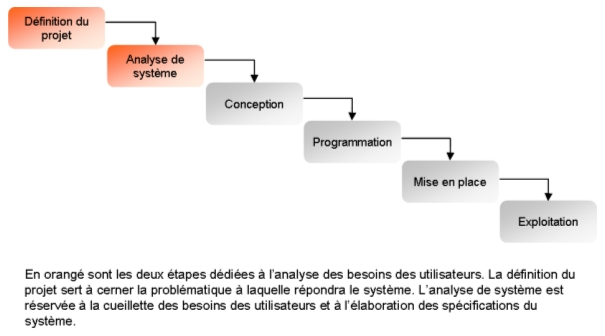 Définition du
projet
Analyse de
système
Conception
Programmation
Mise en place
Exploitation
En orangé sont les deux étapes dédiées à l'analyse des besoins des utilisateurs. La définition du
projet sert à cerner la problématique à laquelle répondra le système. L'analyse de système est
réservée à la cueillette des besoins des utilisateurs et à l'élaboration des spécifications du
système.